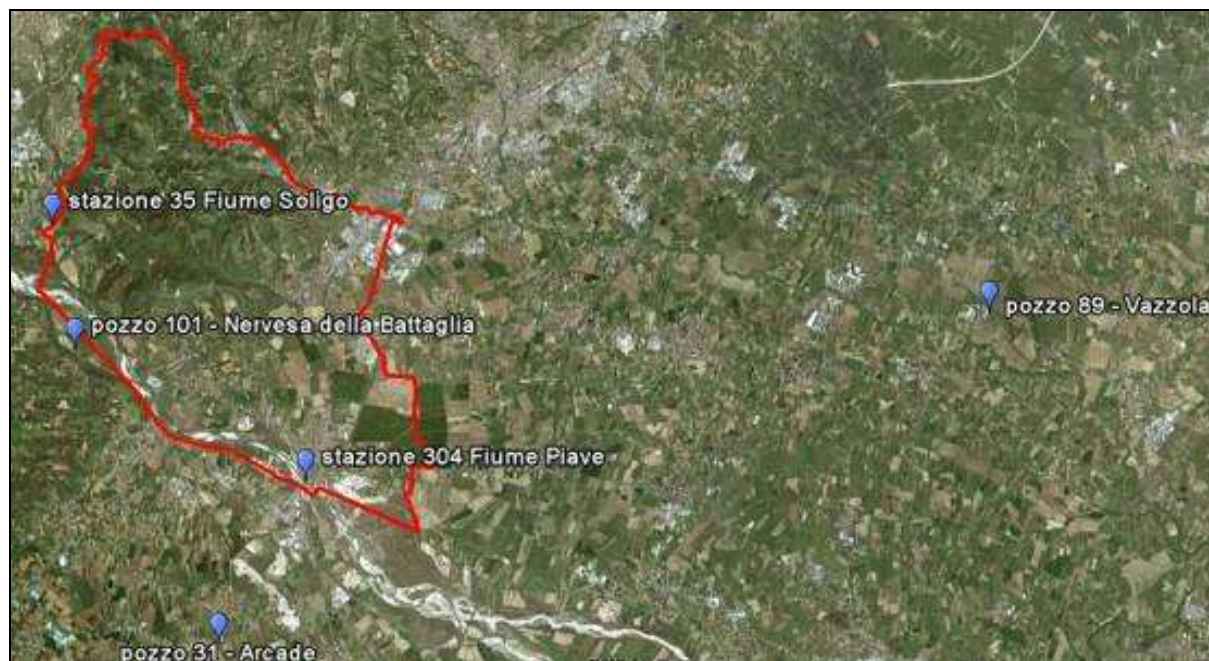 stazione 35 Fiume Soligo
pozzo 89 - Vazzola
pozzo 101 - Nervesa della Battaglia
stazione 304 Fiume Piave
pozzo 31 - Arcade